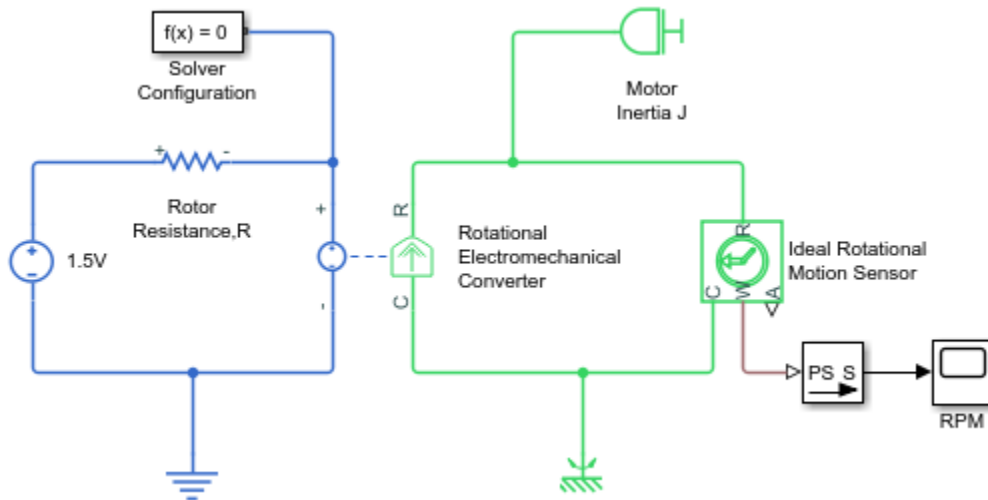 f(x) = 0
Solver
Configuration
Motor
Inertia J
+
-
Rotor
Resistance,R
+
R
+
-
1.5V
Rotational
Electromechanical
Converter
R
Ideal Rotational
Motion Sensor
C
W
A
-
C
PS S
RPM